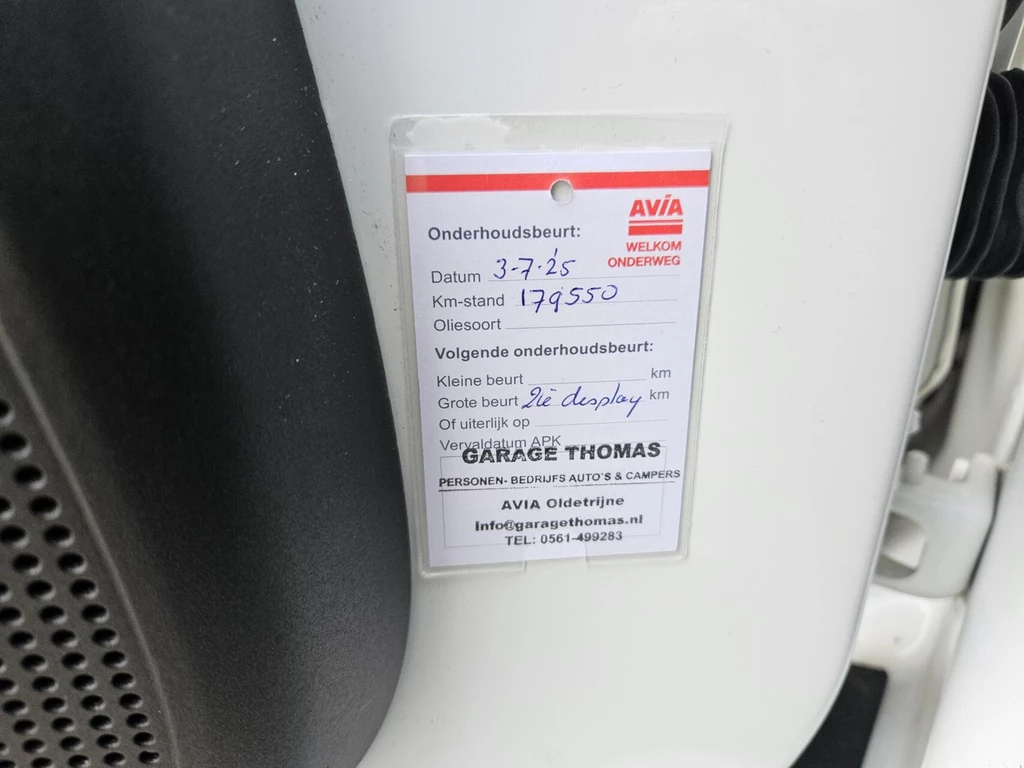 AVIA
WELKOM
ONDERWEG
Onderhoudsbeurt:
Datum 3-7-'25
Km-stand 179550
Oliesoort
Volgende onderhoudsbeurt:
Kleine beurt km
Grote beurt Zie display km
Of uiterlijk op
Vervaldatum APK
GARAGE THOMAS
PERSONEN- BEDRIJFS AUTO'S & CAMPERS
AVIA Oldetrijne
Info@garagethomas.nl
TEL: 0561-499283